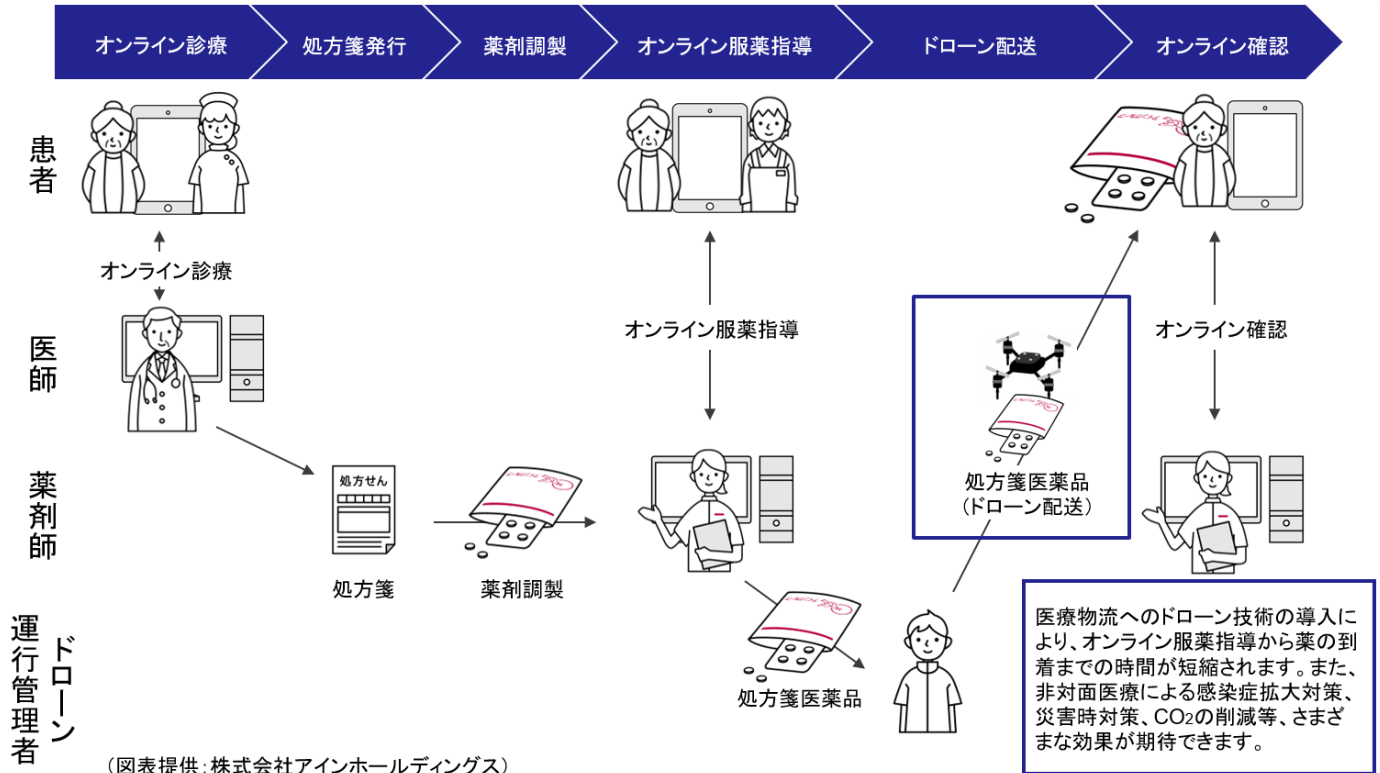 オンライン診療
処方箋発行
薬剤調製
オンライン服薬指導
ドローン配送
オンライン確認
患者
オンライン診療
医師
オンライン服薬指導
オンライン確認
処方箋医薬品
(ドローン配送)
薬剤師
処方せん
処方箋
薬剤調製
処方箋医薬品
ドローン
運行管理者
医療物流へのドローン技術の導入に
より、オンライン服薬指導から薬の到
着までの時間が短縮されます。また、
非対面医療による感染症拡大対策、
災害時対策、CO2の削減等、さまざ
まな効果が期待できます。
(図表提供:株式会社アインホールディングス)